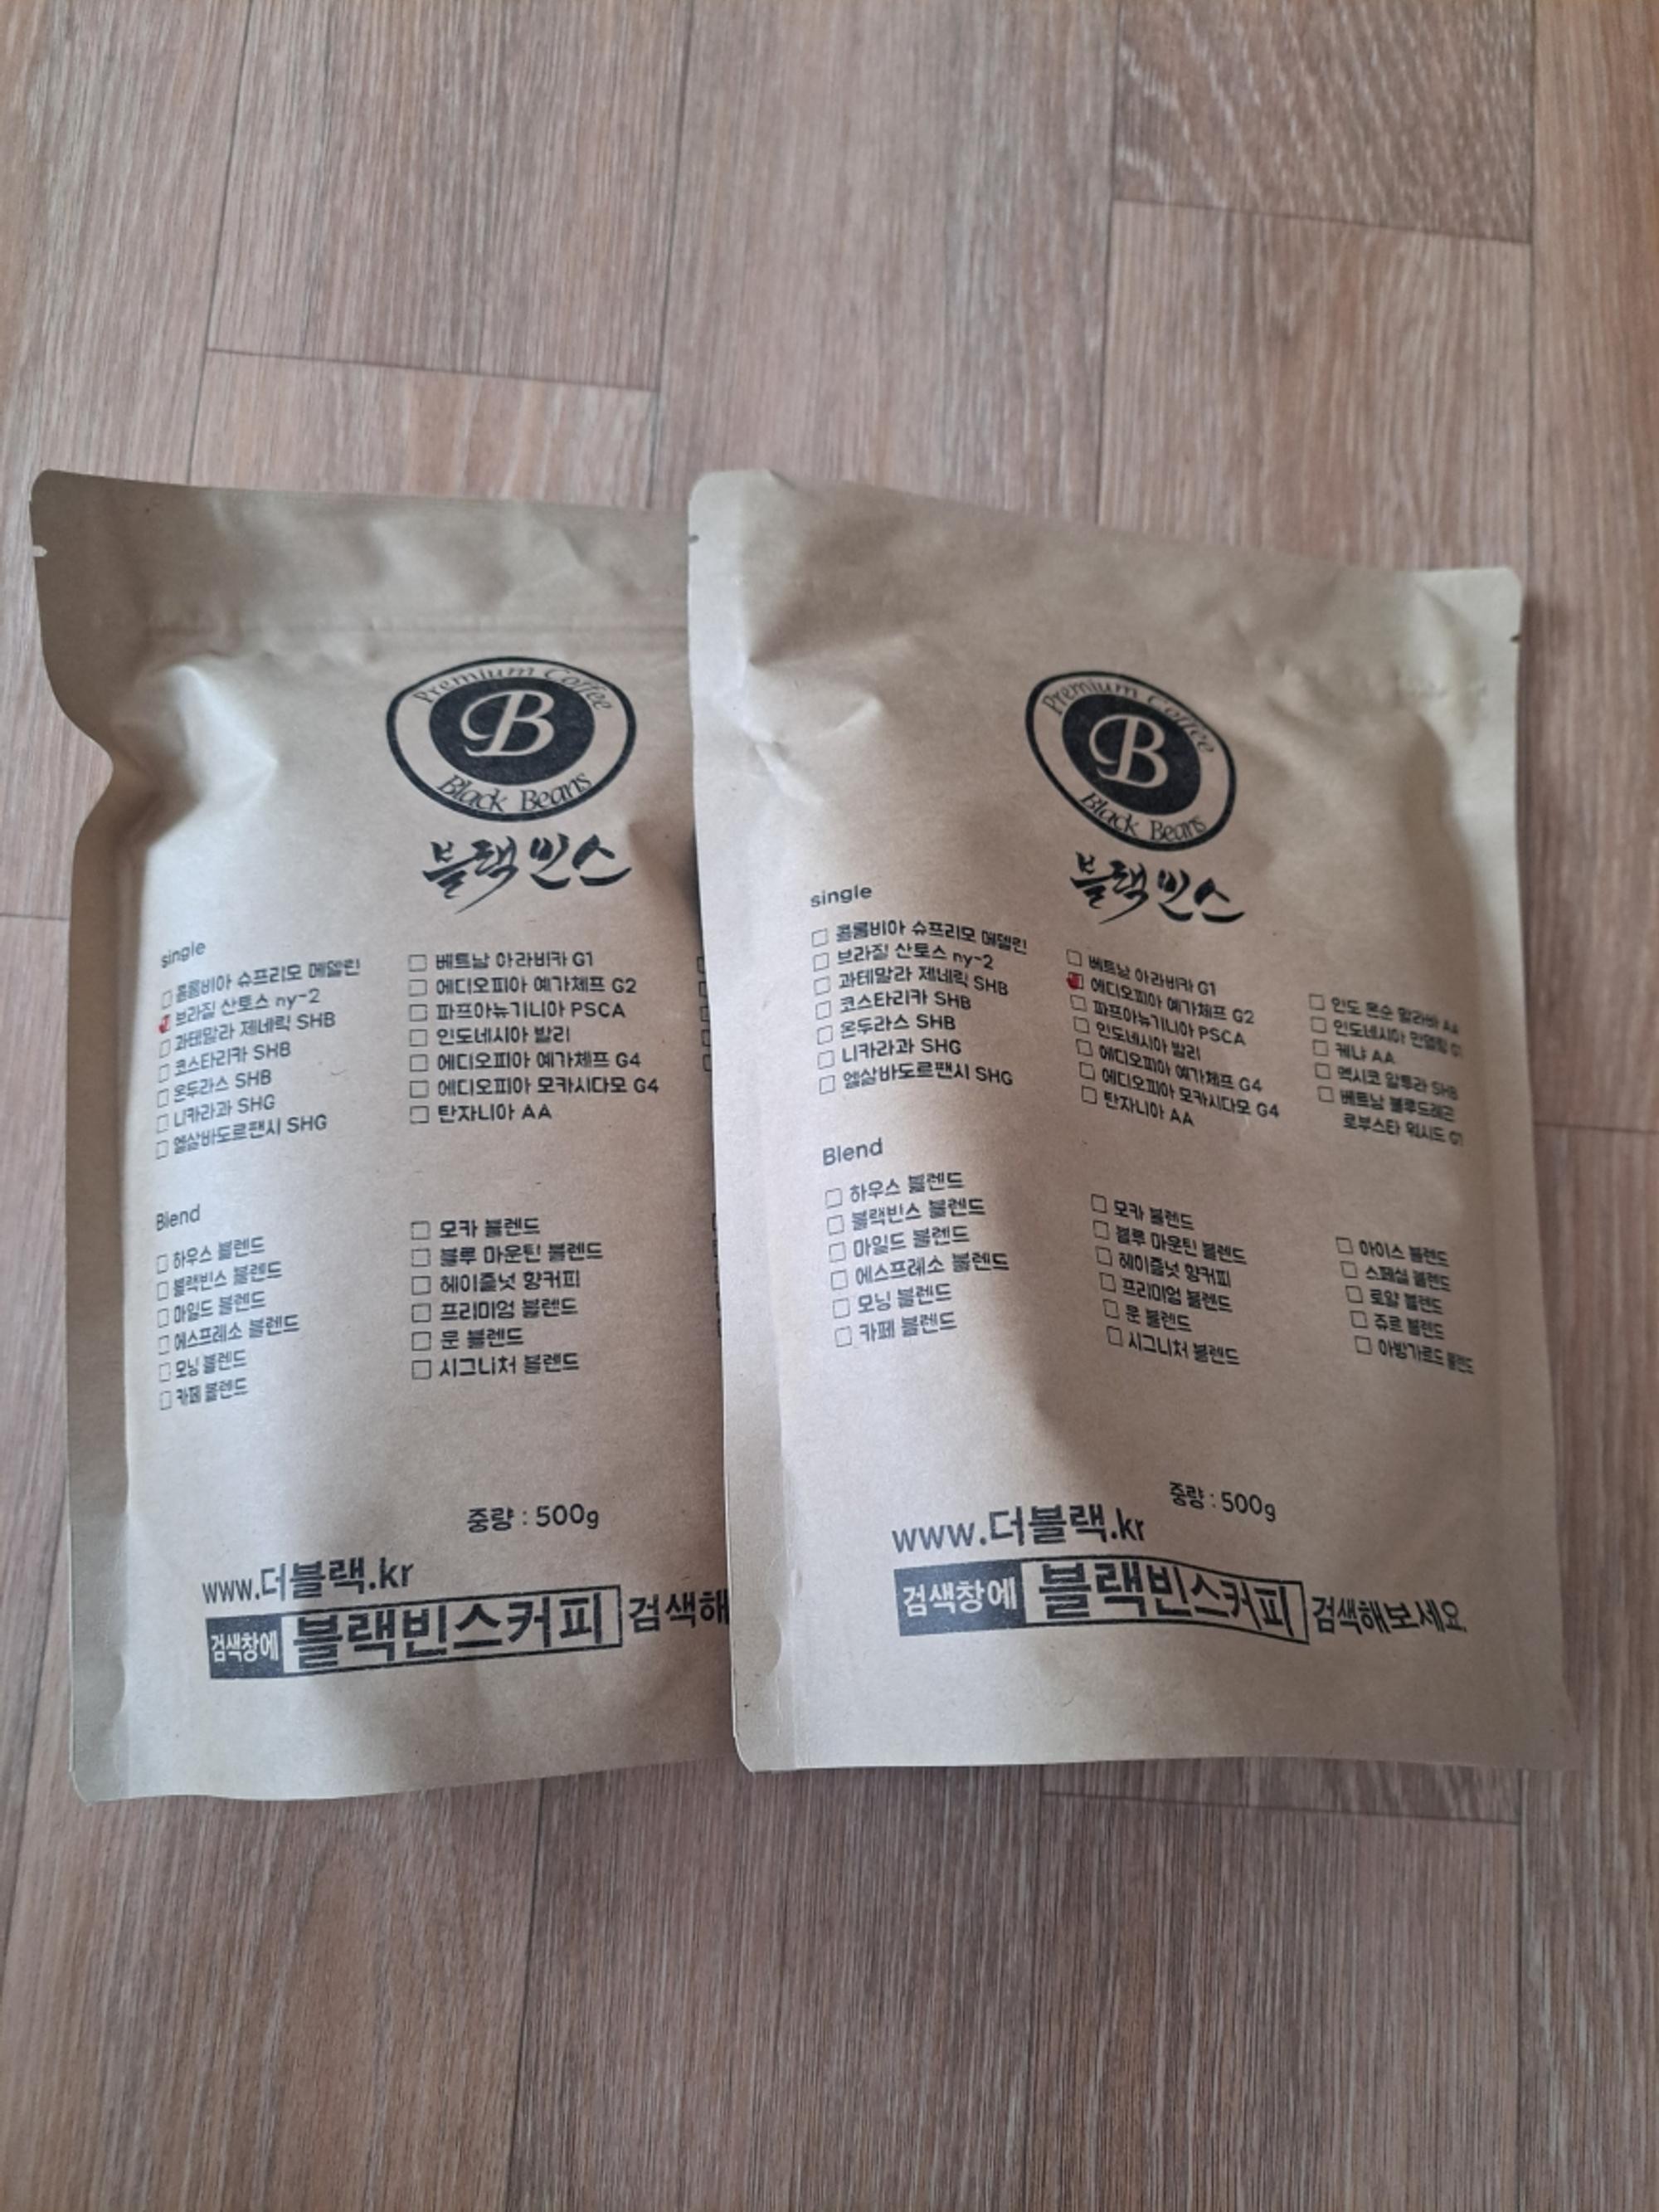 Premium Coffee
B
Black Beans
블랙빈스
single
콜롬비아 슈프리모 메델린
브라질 산토스 ny-2
과테말라 제네릭 SHB
코스타리카 SHB
온두라스 SHB
니카라과 SHG
엘살바도르팬시 SHG
베트남 아라비카 G1
에디오피아 예가체프 G2
파프아뉴기니아 PSCA
인도네시아 발리
에디오피아 예가체프 G4
에디오피아 모카시다모 G4
탄자니아 AA
Blend
하우스 블렌드
블랙빈스 블렌드
마일드 블렌드
에스프레소 블렌드
모닝 블렌드
카페 블렌드
모카 블렌드
블루 마운틴 블렌드
헤이즐넛 향커피
프리미엄 블렌드
문 블렌드
시그니처 블렌드
중량 : 500g
www.더블랙.kr
검색창에 블랙빈스커피 검색해
Premium Coffee
B
Black Beans
블랙빈스
single
콜롬비아 슈프리모 메델린
브라질 산토스 ny-2
과테말라 제네릭 SHB
코스타리카 SHB
온두라스 SHB
니카라과 SHG
엘살바도르팬시 SHG
베트남 아라비카 G1
에디오피아 예가체프 G2
파프아뉴기니아 PSCA
인도네시아 발리
에디오피아 예가체프 G4
에디오피아 모카시다모 G4
탄자니아 AA
인도 몬순 말라바 AA
인도네시아 만델링 G1
케냐 AA
멕시코 알투라 SHB
베트남 블루드래곤
로부스타 워시드 G1
Blend
하우스 블렌드
블랙빈스 블렌드
마일드 블렌드
에스프레소 블렌드
모닝 블렌드
카페 블렌드
모카 블렌드
블루 마운틴 블렌드
헤이즐넛 향커피
프리미엄 블렌드
문 블렌드
시그니처 블렌드
아이스 블렌드
스페셜 블렌드
로얄 블렌드
쥬르 블렌드
아방가르드 블렌드
중량 : 500g
www.더블랙.kr
검색창에 블랙빈스커피 검색해보세요.